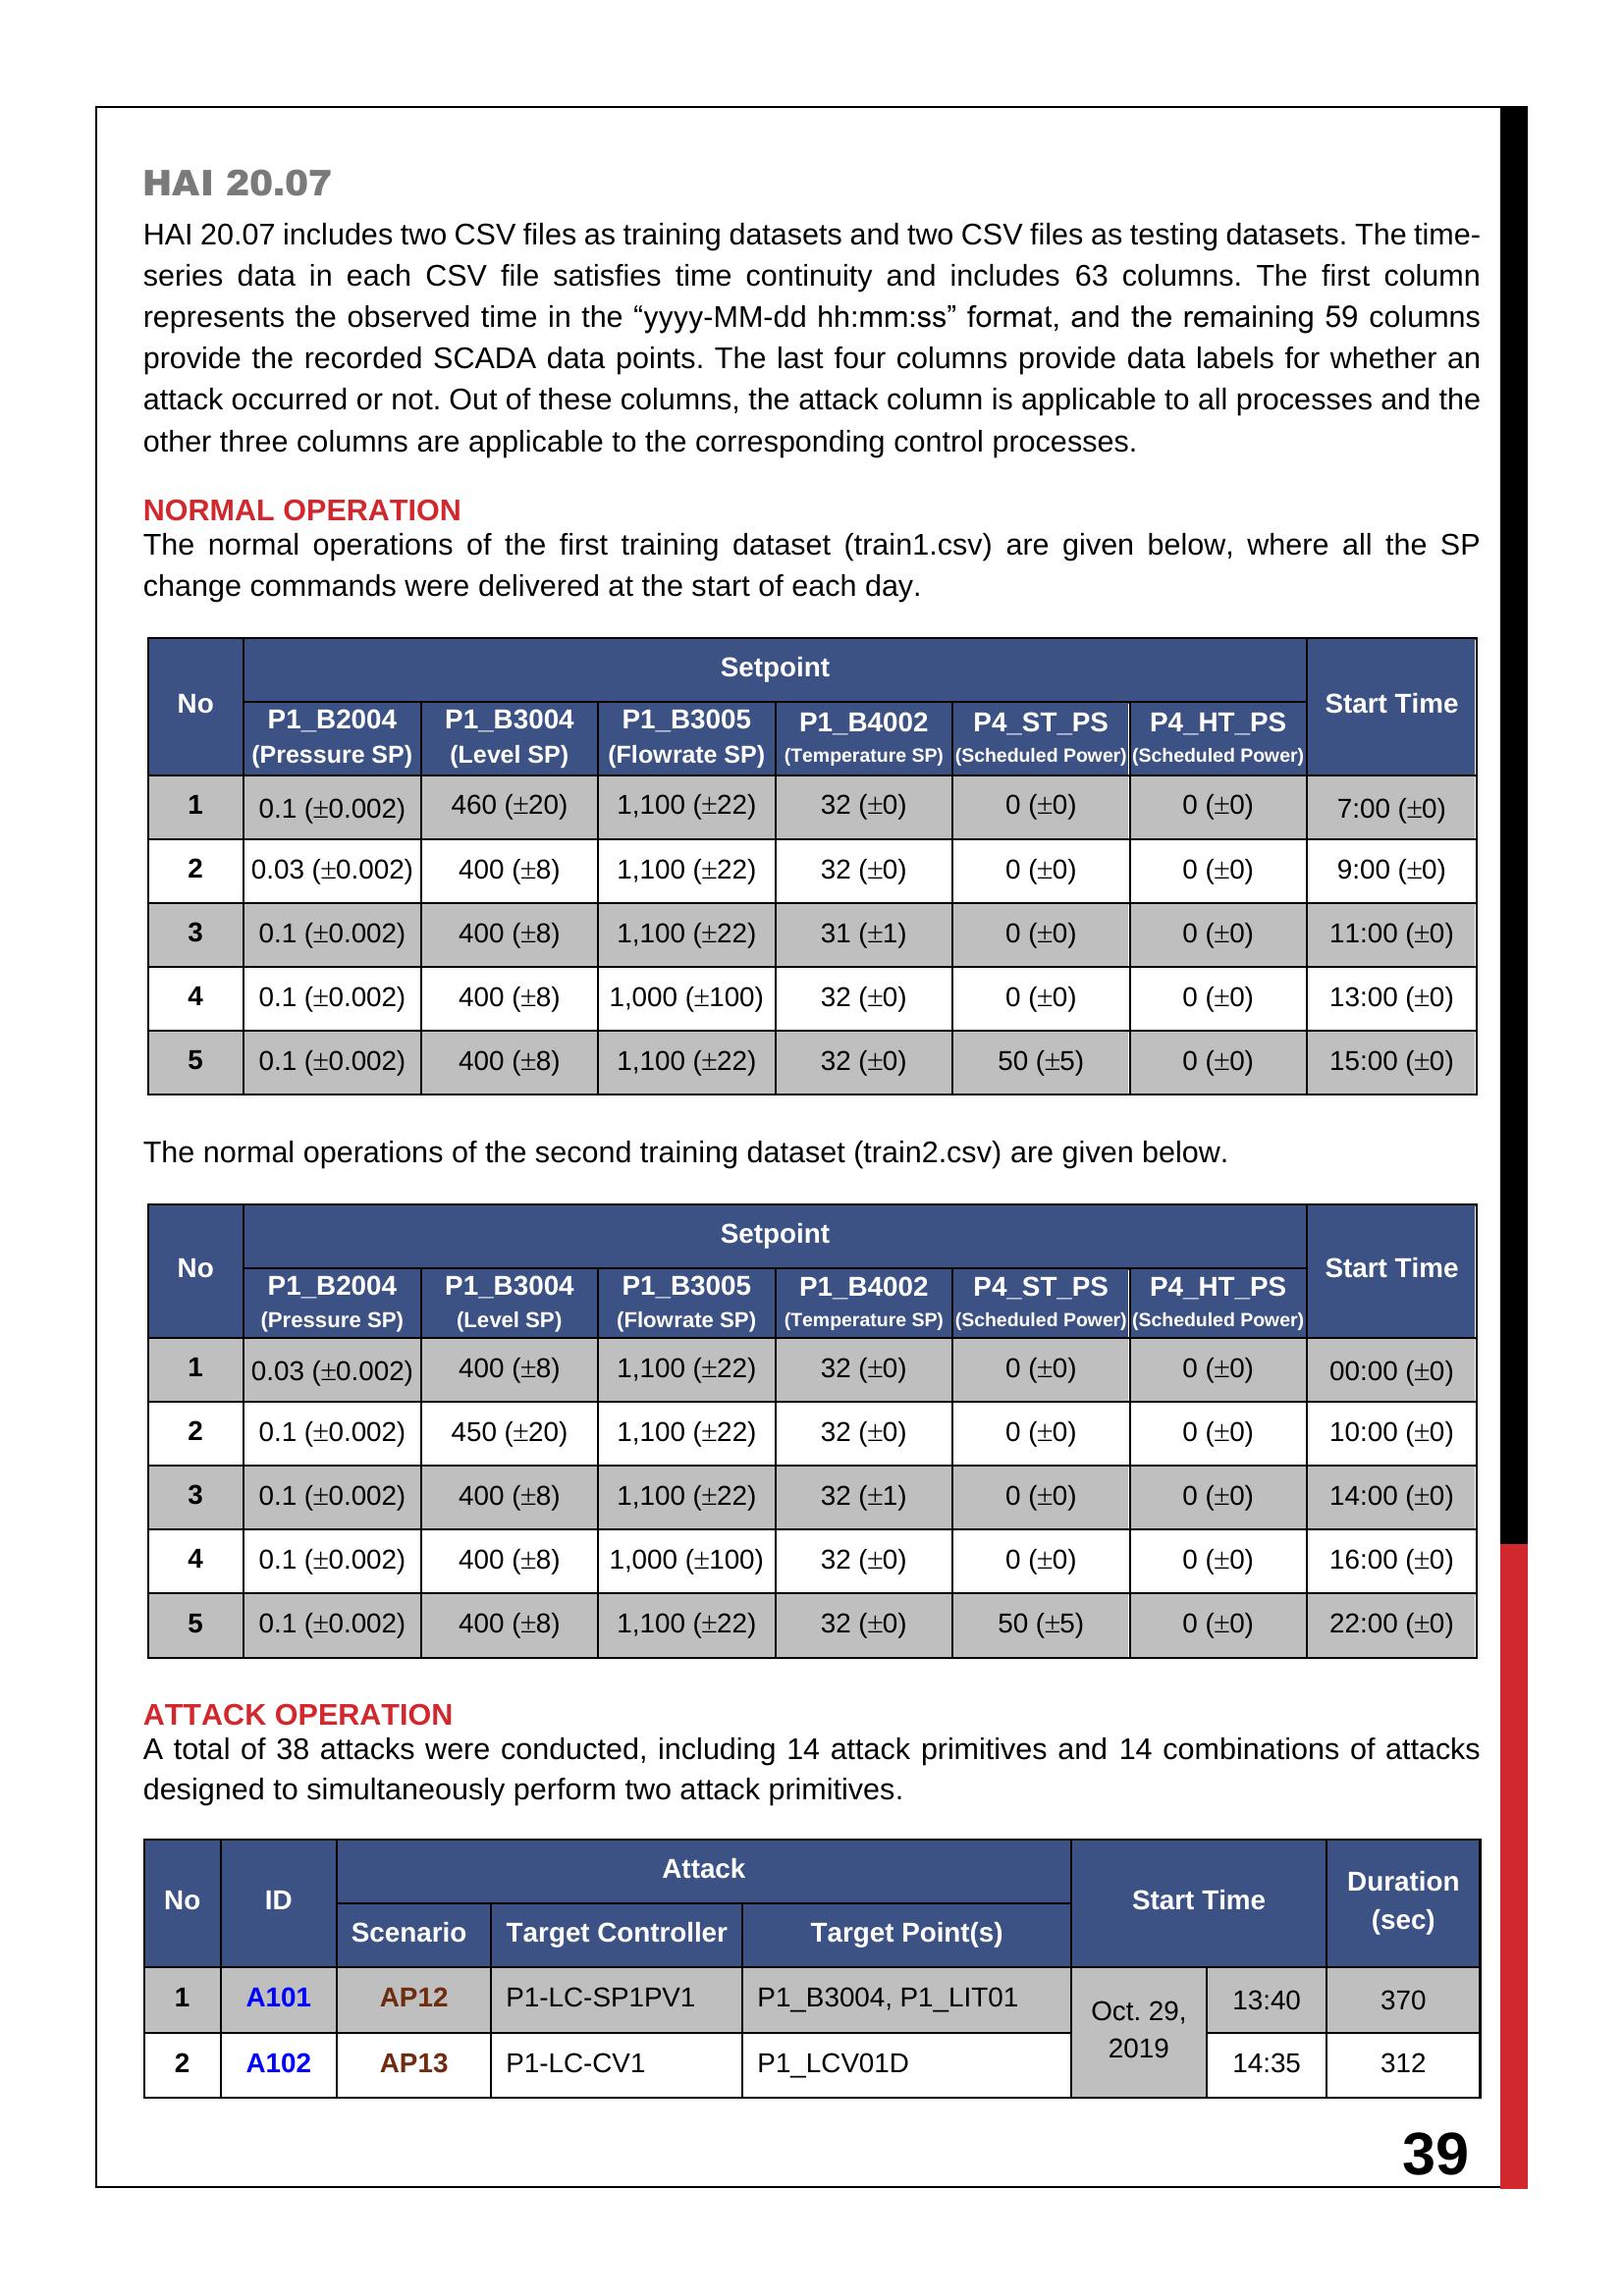 HAI 20.07
HAI 20.07 includes two CSV files as training datasets and two CSV files as testing datasets. The time-
series data in each CSV file satisfies time continuity and includes 63 columns. The first column
represents the observed time in the “yyyy-MM-dd hh:mm:ss” format, and the remaining 59 columns
provide the recorded SCADA data points. The last four columns provide data labels for whether an
attack occurred or not. Out of these columns, the attack column is applicable to all processes and the
other three columns are applicable to the corresponding control processes.
NORMAL OPERATION
The normal operations of the first training dataset (train1.csv) are given below, where all the SP
change commands were delivered at the start of each day.
No Setpoint Start Time
P1_B2004 P1_B3004 P1_B3005 P1_B4002 P4_ST_PS P4_HT_PS
(Pressure SP) (Level SP) (Flowrate SP) (Temperature SP) (Scheduled Power) (Scheduled Power)
1 0.1 (±0.002) 460 (±20) 1,100 (±22) 32 (±0) 0 (±0) 0 (±0) 7:00 (±0)
2 0.03 (±0.002) 400 (±8) 1,100 (±22) 32 (±0) 0 (±0) 0 (±0) 9:00 (±0)
3 0.1 (±0.002) 400 (±8) 1,100 (±22) 31 (±1) 0 (±0) 0 (±0) 11:00 (±0)
4 0.1 (±0.002) 400 (±8) 1,000 (±100) 32 (±0) 0 (±0) 0 (±0) 13:00 (±0)
5 0.1 (±0.002) 400 (±8) 1,100 (±22) 32 (±0) 50 (±5) 0 (±0) 15:00 (±0)
The normal operations of the second training dataset (train2.csv) are given below.
No Setpoint Start Time
P1_B2004 P1_B3004 P1_B3005 P1_B4002 P4_ST_PS P4_HT_PS
(Pressure SP) (Level SP) (Flowrate SP) (Temperature SP) (Scheduled Power) (Scheduled Power)
1 0.03 (±0.002) 400 (±8) 1,100 (±22) 32 (±0) 0 (±0) 0 (±0) 00:00 (±0)
2 0.1 (±0.002) 450 (±20) 1,100 (±22) 32 (±0) 0 (±0) 0 (±0) 10:00 (±0)
3 0.1 (±0.002) 400 (±8) 1,100 (±22) 32 (±1) 0 (±0) 0 (±0) 14:00 (±0)
4 0.1 (±0.002) 400 (±8) 1,000 (±100) 32 (±0) 0 (±0) 0 (±0) 16:00 (±0)
5 0.1 (±0.002) 400 (±8) 1,100 (±22) 32 (±0) 50 (±5) 0 (±0) 22:00 (±0)
ATTACK OPERATION
A total of 38 attacks were conducted, including 14 attack primitives and 14 combinations of attacks
designed to simultaneously perform two attack primitives.
No ID Attack Start Time Duration
(sec)
Scenario Target Controller Target Point(s)
1 A101 AP12 P1-LC-SP1PV1 P1_B3004, P1_LIT01 Oct. 29, 13:40 370
2019
2 A102 AP13 P1-LC-CV1 P1_LCV01D 14:35 312
39